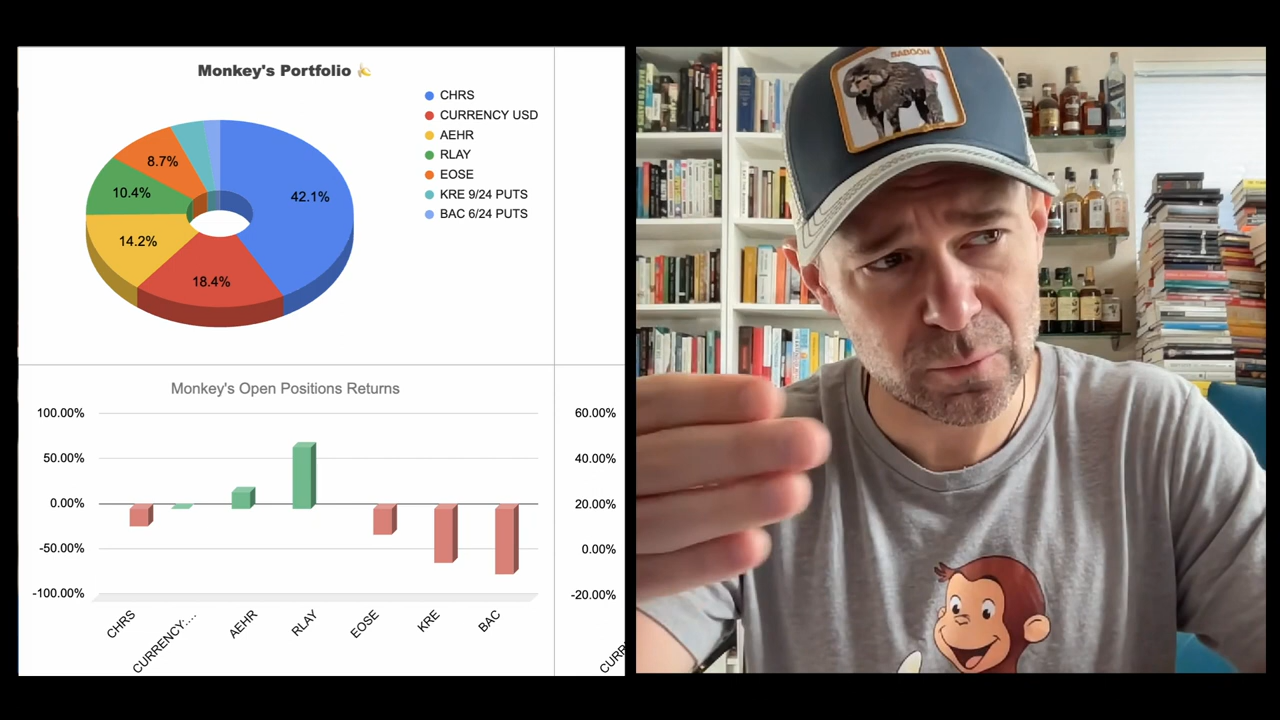 Monkey's Portfolio 🍌
CHRS
CURRENCY USD
AEHR
RLAY
EOSE
KRE 9/24 PUTS
BAC 6/24 PUTS
42.1%
18.4%
14.2%
10.4%
8.7%
Monkey's Open Positions Returns
100.00%
50.00%
0.00%
-50.00%
-100.00%
CHRS
CURRENCY....
AEHR
RLAY
EOSE
KRE
BAC
60.00%
40.00%
20.00%
0.00%
-20.00%
CURR
BABOON